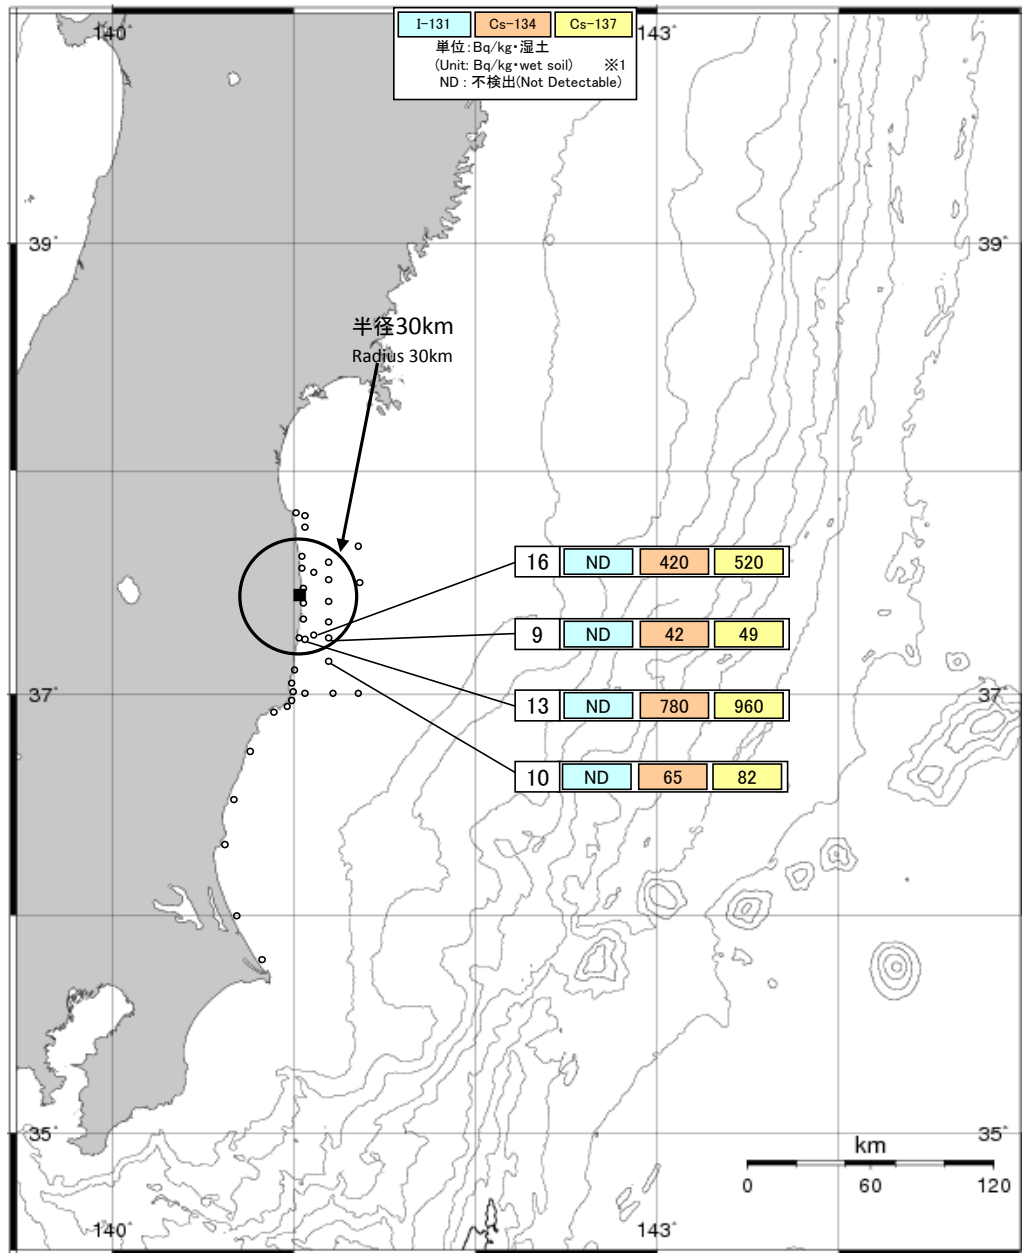 140°
I-131 Cs-134 Cs-137
143°
単位:Bq/kg・湿土
(Unit: Bq/kg・wet soil) ※1
ND : 不検出(Not Detectable)
39° 39°
半径30km
Radius 30km
16 ND 420 520
9 ND 42 49
37° 37°
13 ND 780 960
10 ND 65 82
35° 35°
km
0 60 120
140° 143°